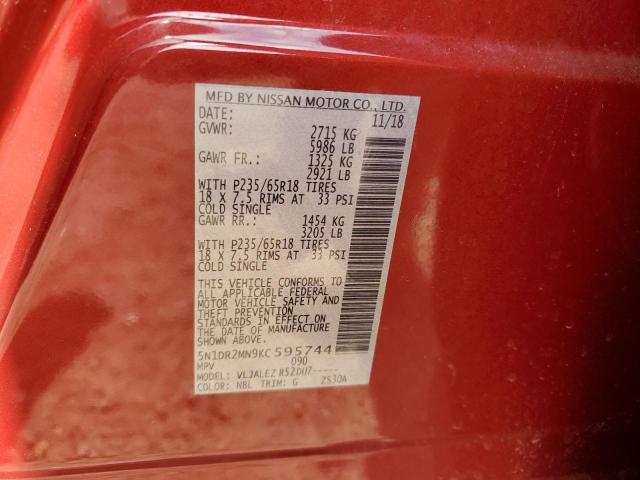 MFD BY NISSAN MOTOR CO., LTD.
DATE: 11/18
GVWR: 2715 KG
5986 LB
GAWR FR.: 1325 KG
2921 LB
WITH P235/65R18 TIRES
18 X 7.5 RIMS AT 33 PSI
COLD SINGLE
GAWR RR.: 1454 KG
3205 LB
WITH P235/65R18 TIRES
18 X 7.5 RIMS AT 33 PSI
COLD SINGLE
THIS VEHICLE CONFORMS TO
ALL APPLICABLE FEDERAL
MOTOR VEHICLE SAFETY AND
THEFT PREVENTION
STANDARDS IN EFFECT ON
THE DATE OF MANUFACTURE
SHOWN ABOVE.
5N1DR2MN9KC595744
MPV 090
MODEL: VLJALEZ R52DU7-----
COLOR: NBL TRIM: G 2S30A